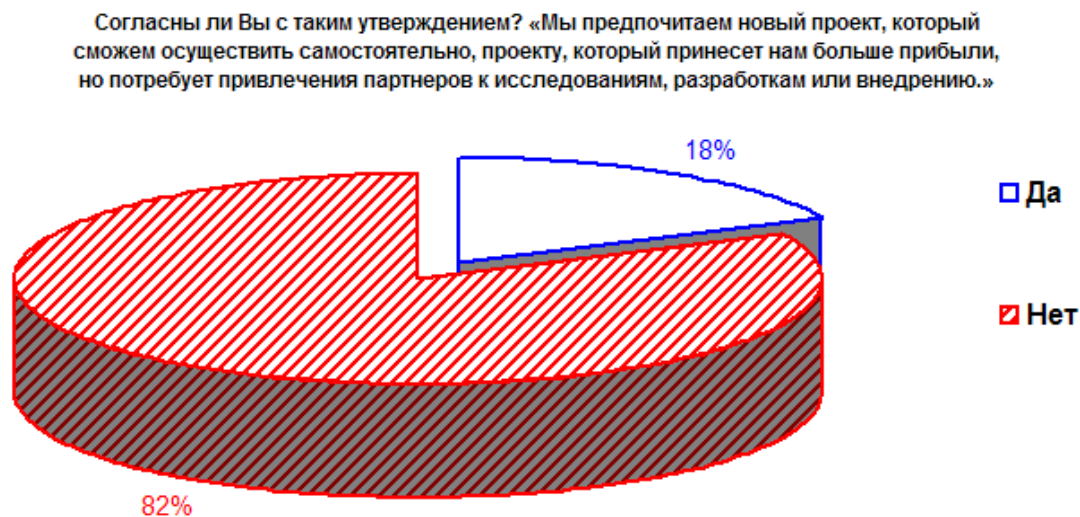 Согласны ли Вы с таким утверждением? «Мы предпочитаем новый проект, который
сможем осуществить самостоятельно, проекту, который принесет нам больше прибыли,
но потребует привлечения партнеров к исследованиям, разработкам или внедрению.»
18%
Да
Нет
82%